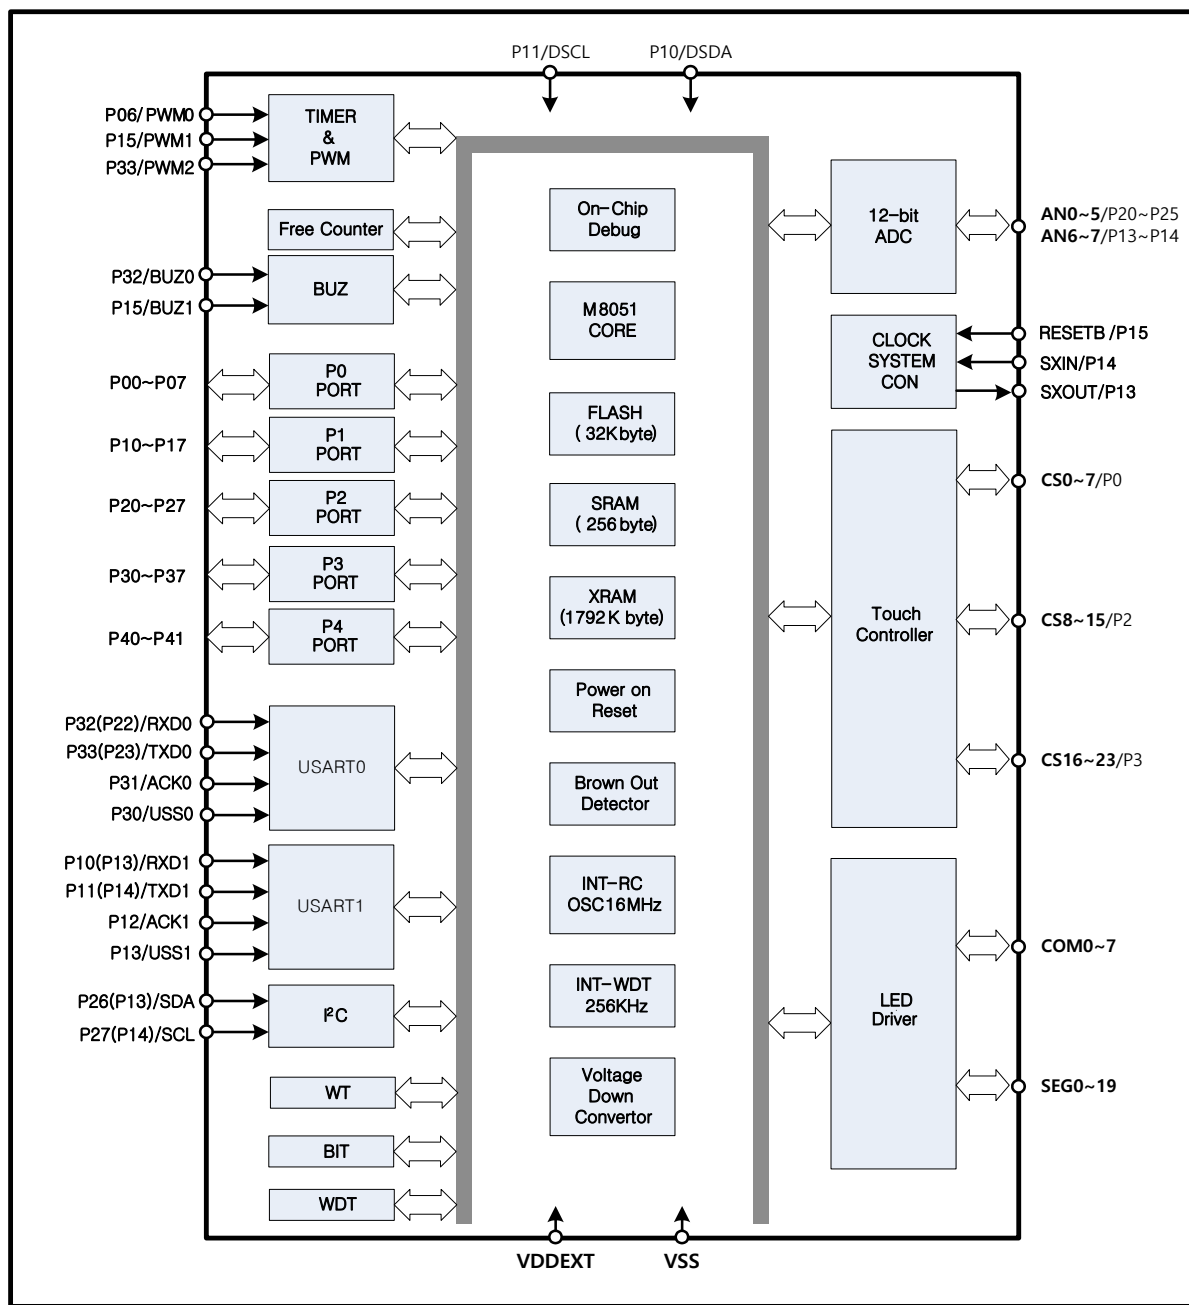 P11/DSCL
P10/DSDA
P06/PWM0
P15/PWM1
P33/PWM2
TIMER
&
PWM
Free Counter
P32/BUZ0
P15/BUZ1
BUZ
P00~P07
P0
PORT
P10~P17
P1
PORT
P20~P27
P2
PORT
P30~P37
P3
PORT
P40~P41
P4
PORT
P32(P22)/RXD0
P33(P23)/TXD0
P31/ACK0
P30/USS0
USART0
P10(P13)/RXD1
P11(P14)/TXD1
P12/ACK1
P13/USS1
USART1
P26(P13)/SDA
P27(P14)/SCL
I²C
WT
BIT
WDT
On-Chip
Debug
M8051
CORE
FLASH
( 32K byte)
SRAM
( 256 byte)
XRAM
(1792 K byte)
Power on
Reset
Brown Out
Detector
INT-RC
OSC16MHz
INT-WDT
256KHz
Voltage
Down
Convertor
12-bit
ADC
AN0~5/P20~P25
AN6~7/P13~P14
CLOCK
SYSTEM
CON
RESETB /P15
SXIN/P14
SXOUT/P13
Touch
Controller
CS0~7/P0
CS8~15/P2
CS16~23/P3
LED
Driver
COM0~7
SEG0~19
VDDEXT
VSS